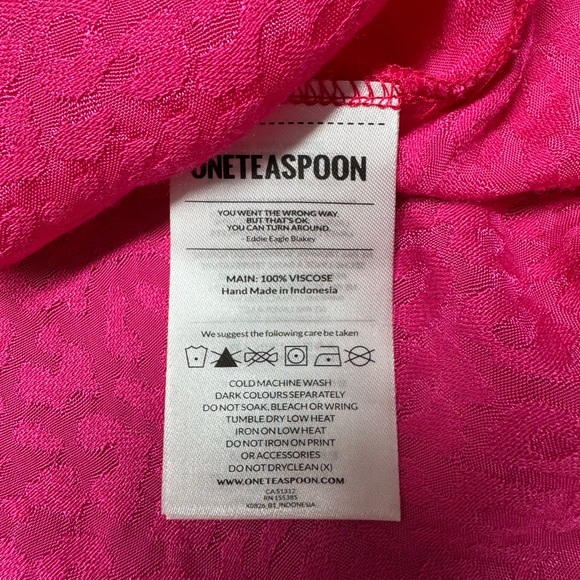 ONETEASPOON
YOU WENT THE WRONG WAY.
BUT THAT'S OK.
YOU CAN TURN AROUND.
- Eddie Eagle Blakey
MAIN: 100% VISCOSE
Hand Made in Indonesia
We suggest the following care be taken
COLD MACHINE WASH
DARK COLOURS SEPARATELY
DO NOT SOAK, BLEACH OR WRING
TUMBLE DRY LOW HEAT
IRON ON LOW HEAT
DO NOT IRON ON PRINT
OR ACCESSORIES
DO NOT DRYCLEAN (X)
WWW.ONETEASPOON.COM
CA 51312
RN 155385
X0826_B1_INDONESIA